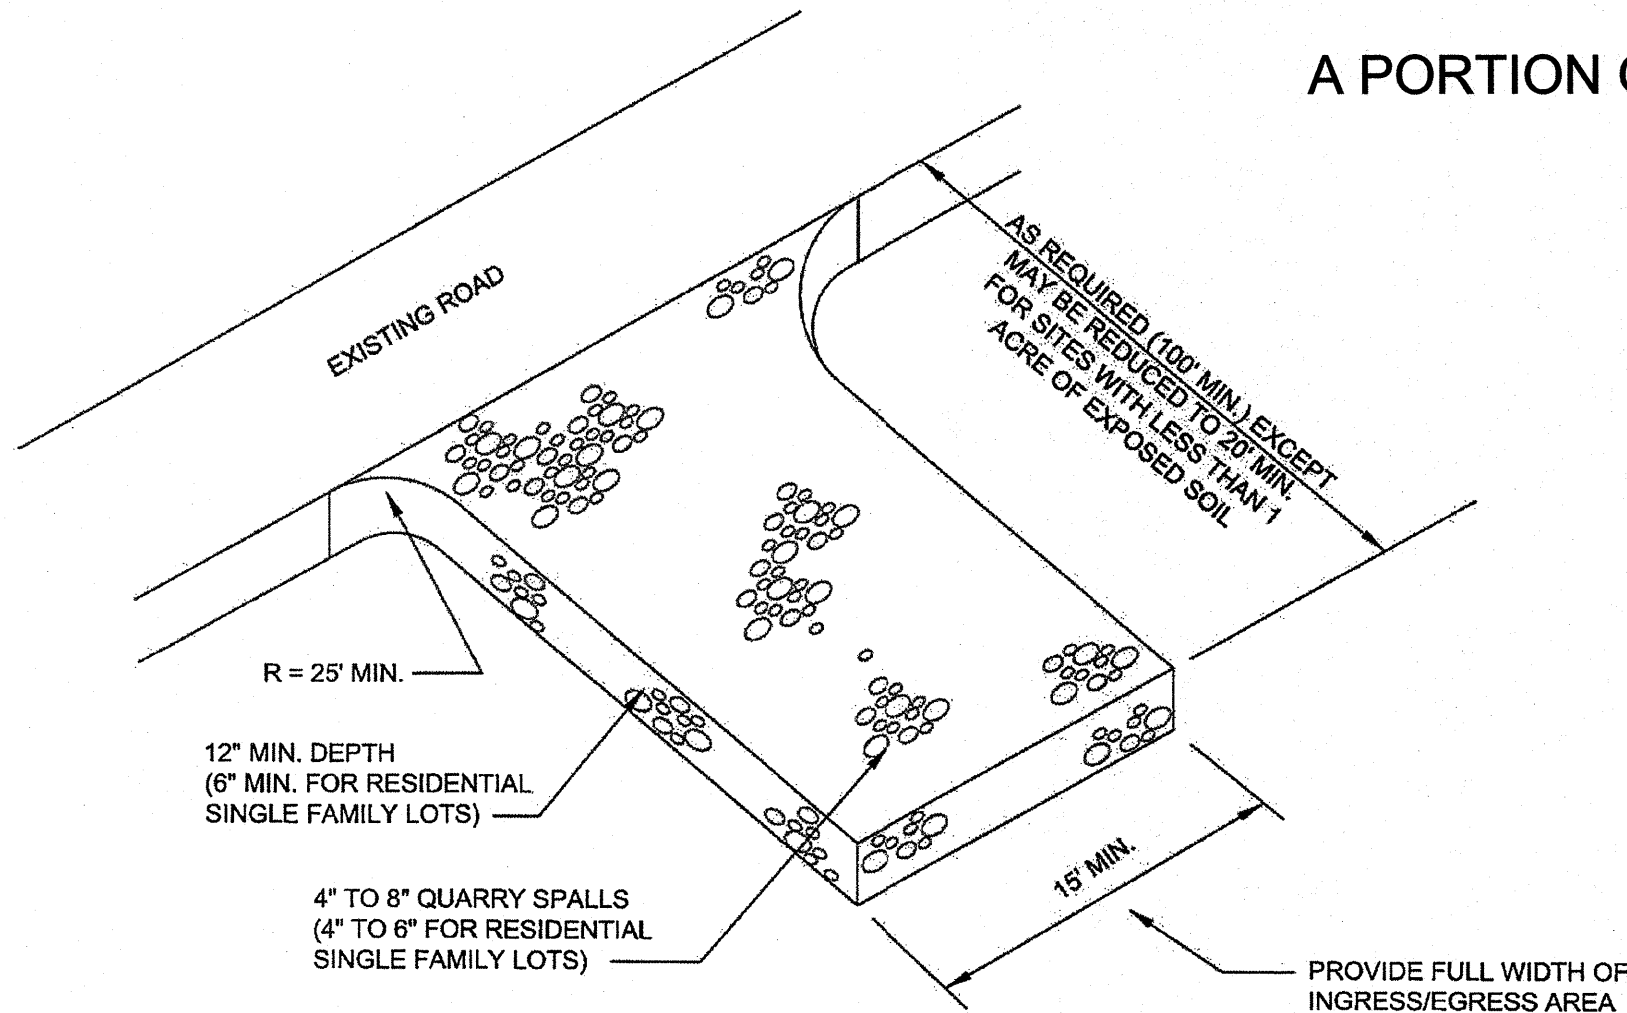 A PORTION
EXISTING ROAD
AS REQUIRED (100' MIN.) EXCEPT
MAY BE REDUCED TO 20' MIN.
FOR SITES WITH LESS THAN 1
ACRE OF EXPOSED SOIL
R = 25' MIN.
12" MIN. DEPTH
(6" MIN. FOR RESIDENTIAL
SINGLE FAMILY LOTS)
4" TO 8" QUARRY SPALLS
(4" TO 6" FOR RESIDENTIAL
SINGLE FAMILY LOTS)
15' MIN.
PROVIDE FULL WIDTH OF
INGRESS/EGRESS AREA